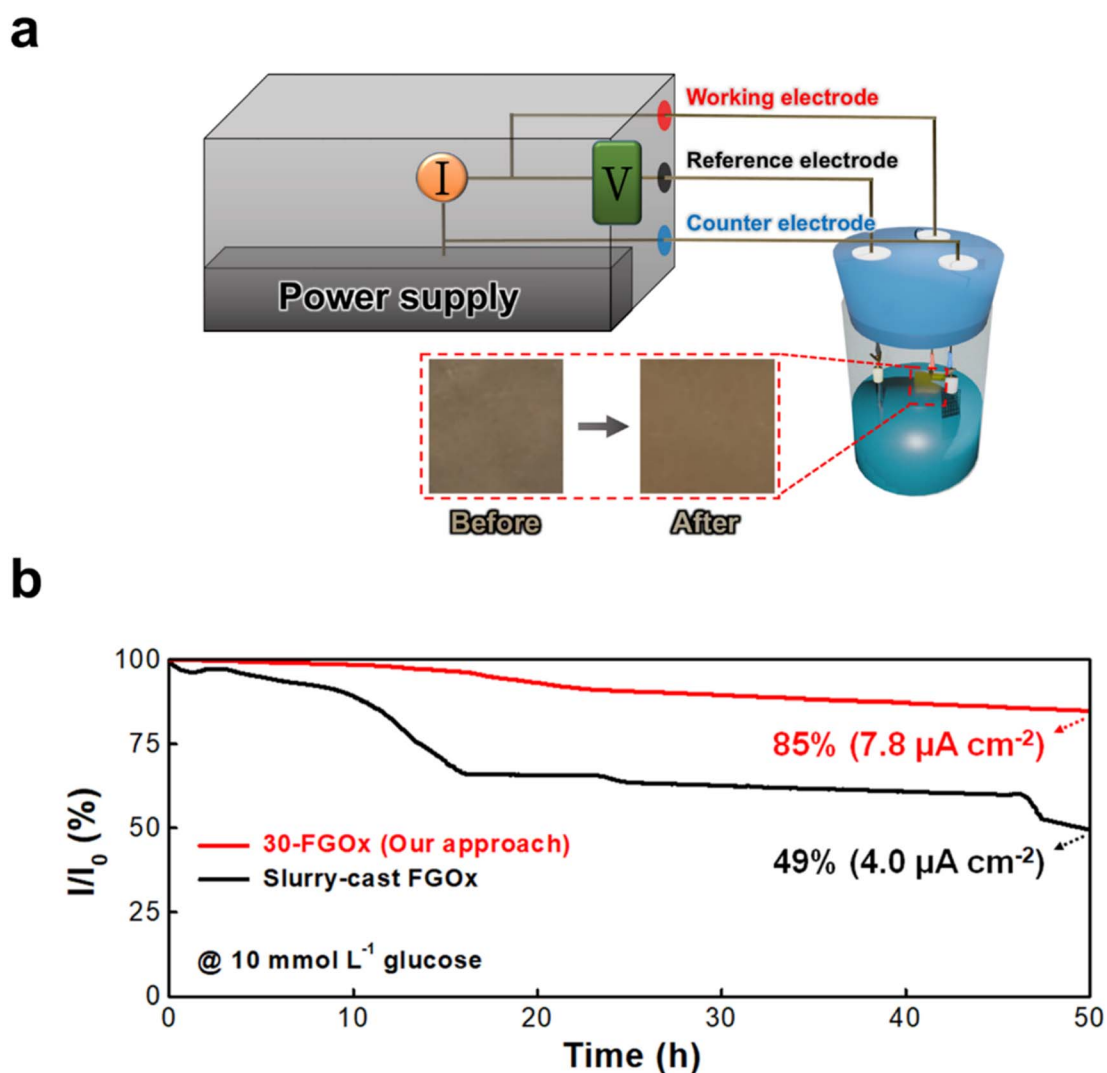 a
Working electrode
Reference electrode
Counter electrode
I
V
Power supply
Before
After
b
100
75
50
25
0
I/I₀ (%)
85% (7.8 µA cm⁻²)
30-FGOx (Our approach)
Slurry-cast FGOx
49% (4.0 µA cm⁻²)
@ 10 mmol L⁻¹ glucose
0 10 20 30 40 50
Time (h)